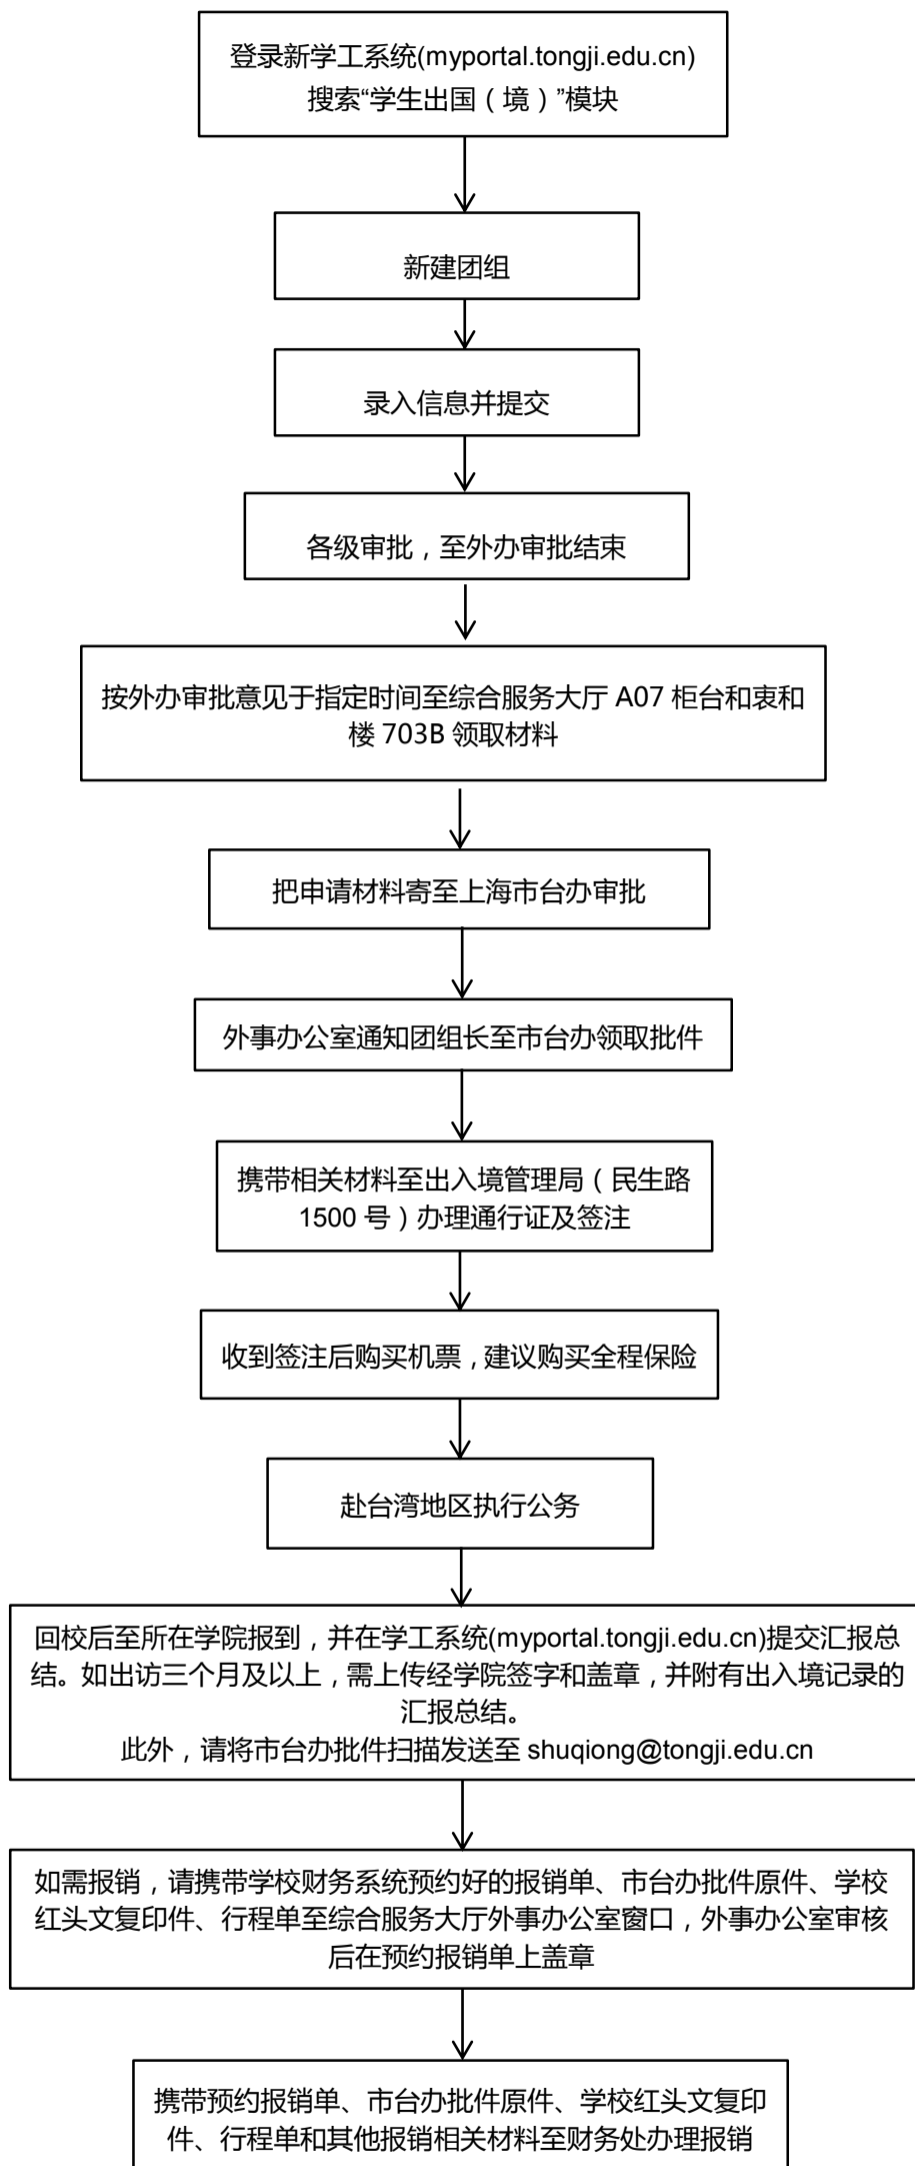 登录新学工系统(myportal.tongji.edu.cn)
搜索“学生出国（境）”模块
新建团组
录入信息并提交
各级审批，至外办审批结束
按外办审批意见于指定时间至综合服务大厅 A07 柜台和衷和
楼 703B 领取材料
把申请材料寄至上海市台办审批
外事办公室通知团组长至市台办领取批件
携带相关材料至出入境管理局（民生路
1500 号）办理通行证及签注
收到签注后购买机票，建议购买全程保险
赴台湾地区执行公务
回校后至所在学院报到，并在学工系统(myportal.tongji.edu.cn)提交汇报总
结。如出访三个月及以上，需上传经学院签字和盖章，并附有出入境记录的
汇报总结。
此外，请将市台办批件扫描发送至 shuqiong@tongji.edu.cn
如需报销，请携带学校财务系统预约好的报销单、市台办批件原件、学校
红头文复印件、行程单至综合服务大厅外事办公室窗口，外事办公室审核
后在预约报销单上盖章
携带预约报销单、市台办批件原件、学校红头文复印
件、行程单和其他报销相关材料至财务处办理报销